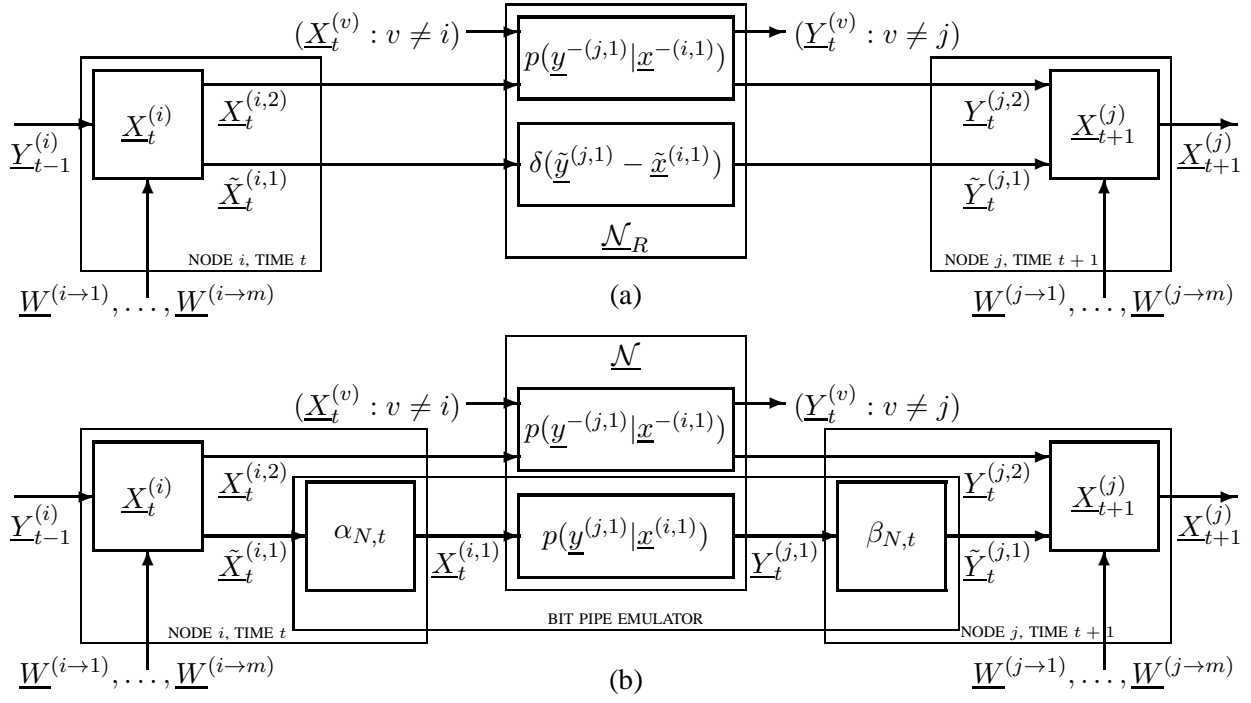 (X_t^{(v)} : v ≠ i)
(Y_t^{(v)} : v ≠ j)
p(y^{-(j,1)}|x^{-(i,1)})
X_t^{(i)}
X_t^{(i,2)}
Y_t^{(j,2)}
X_{t+1}^{(j)}
Y_{t-1}^{(i)}
X_{t+1}^{(j)}
δ(ỹ^{(j,1)} − x̃^{(i,1)})
X̃_t^{(i,1)}
Ỹ_t^{(j,1)}
N_R
NODE i, TIME t
NODE j, TIME t + 1
W^{(i→1)}, . . . , W^{(i→m)}
(a)
W^{(j→1)}, . . . , W^{(j→m)}
N
(X_t^{(v)} : v ≠ i)
(Y_t^{(v)} : v ≠ j)
p(y^{-(j,1)}|x^{-(i,1)})
X_t^{(i)}
X_t^{(i,2)}
Y_t^{(j,2)}
X_{t+1}^{(j)}
Y_{t-1}^{(i)}
X_{t+1}^{(j)}
α_{N,t}
p(y^{(j,1)}|x^{(i,1)})
β_{N,t}
X̃_t^{(i,1)}
X_t^{(i,1)}
Y_t^{(j,1)}
Ỹ_t^{(j,1)}
BIT PIPE EMULATOR
NODE i, TIME t
NODE j, TIME t + 1
W^{(i→1)}, . . . , W^{(i→m)}
(b)
W^{(j→1)}, . . . , W^{(j→m)}